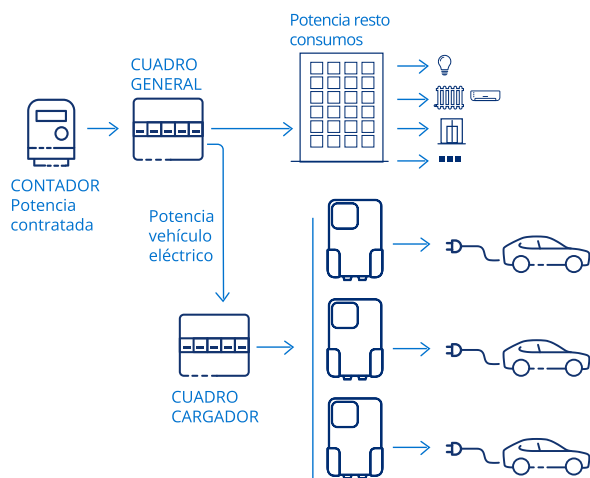 Potencia resto
consumos
CUADRO
GENERAL
CONTADOR
Potencia
contratada
Potencia
vehículo
eléctrico
CUADRO
CARGADOR